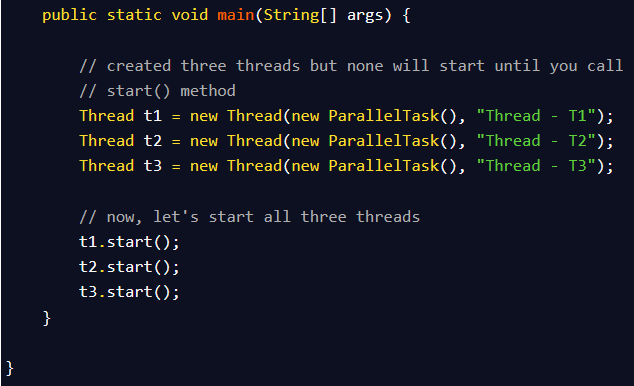 public static void main(String[] args) {
// created three threads but none will start until you call
// start() method
Thread t1 = new Thread(new ParallelTask(), "Thread - T1");
Thread t2 = new Thread(new ParallelTask(), "Thread - T2");
Thread t3 = new Thread(new ParallelTask(), "Thread - T3");
// now, let's start all three threads
t1.start();
t2.start();
t3.start();
}
}